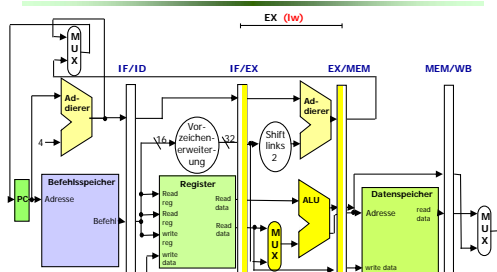 EX (lw)
M
U
X
IF/ID
IF/EX
EX/MEM
MEM/WB
Ad-
dierer
4
16
Vor-
zeichen-
erweiter-
ung
32
Shift
links
2
Ad-
dierer
PC
Befehlsspeicher
Adresse
Befehl
Register
Read
reg
Read
reg
write
reg
write
data
Read
data
Read
data
M
U
X
ALU
Datenspeicher
Adresse
read
data
write data
M
U
X